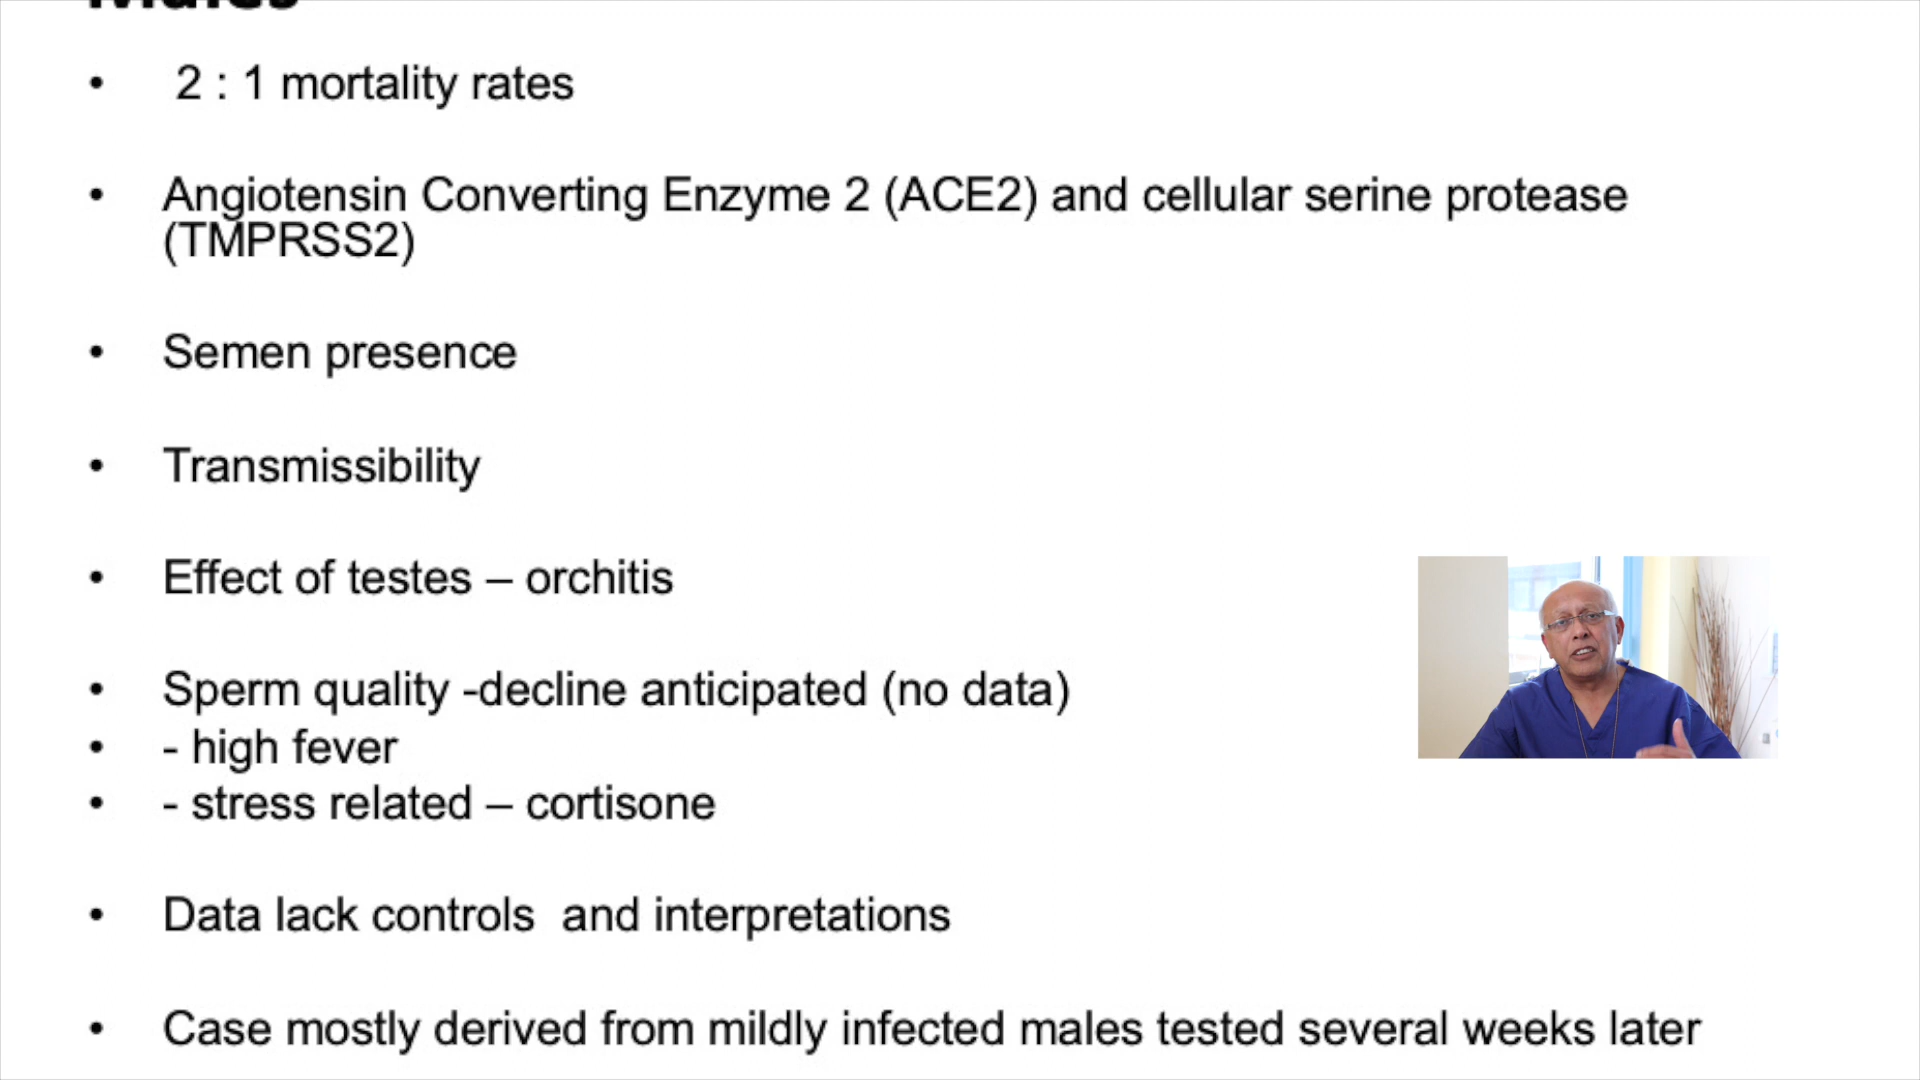 Males
• 2 : 1 mortality rates
• Angiotensin Converting Enzyme 2 (ACE2) and cellular serine protease
(TMPRSS2)
• Semen presence
• Transmissibility
• Effect of testes – orchitis
• Sperm quality -decline anticipated (no data)
• - high fever
• - stress related – cortisone
• Data lack controls  and interpretations
• Case mostly derived from mildly infected males tested several weeks later